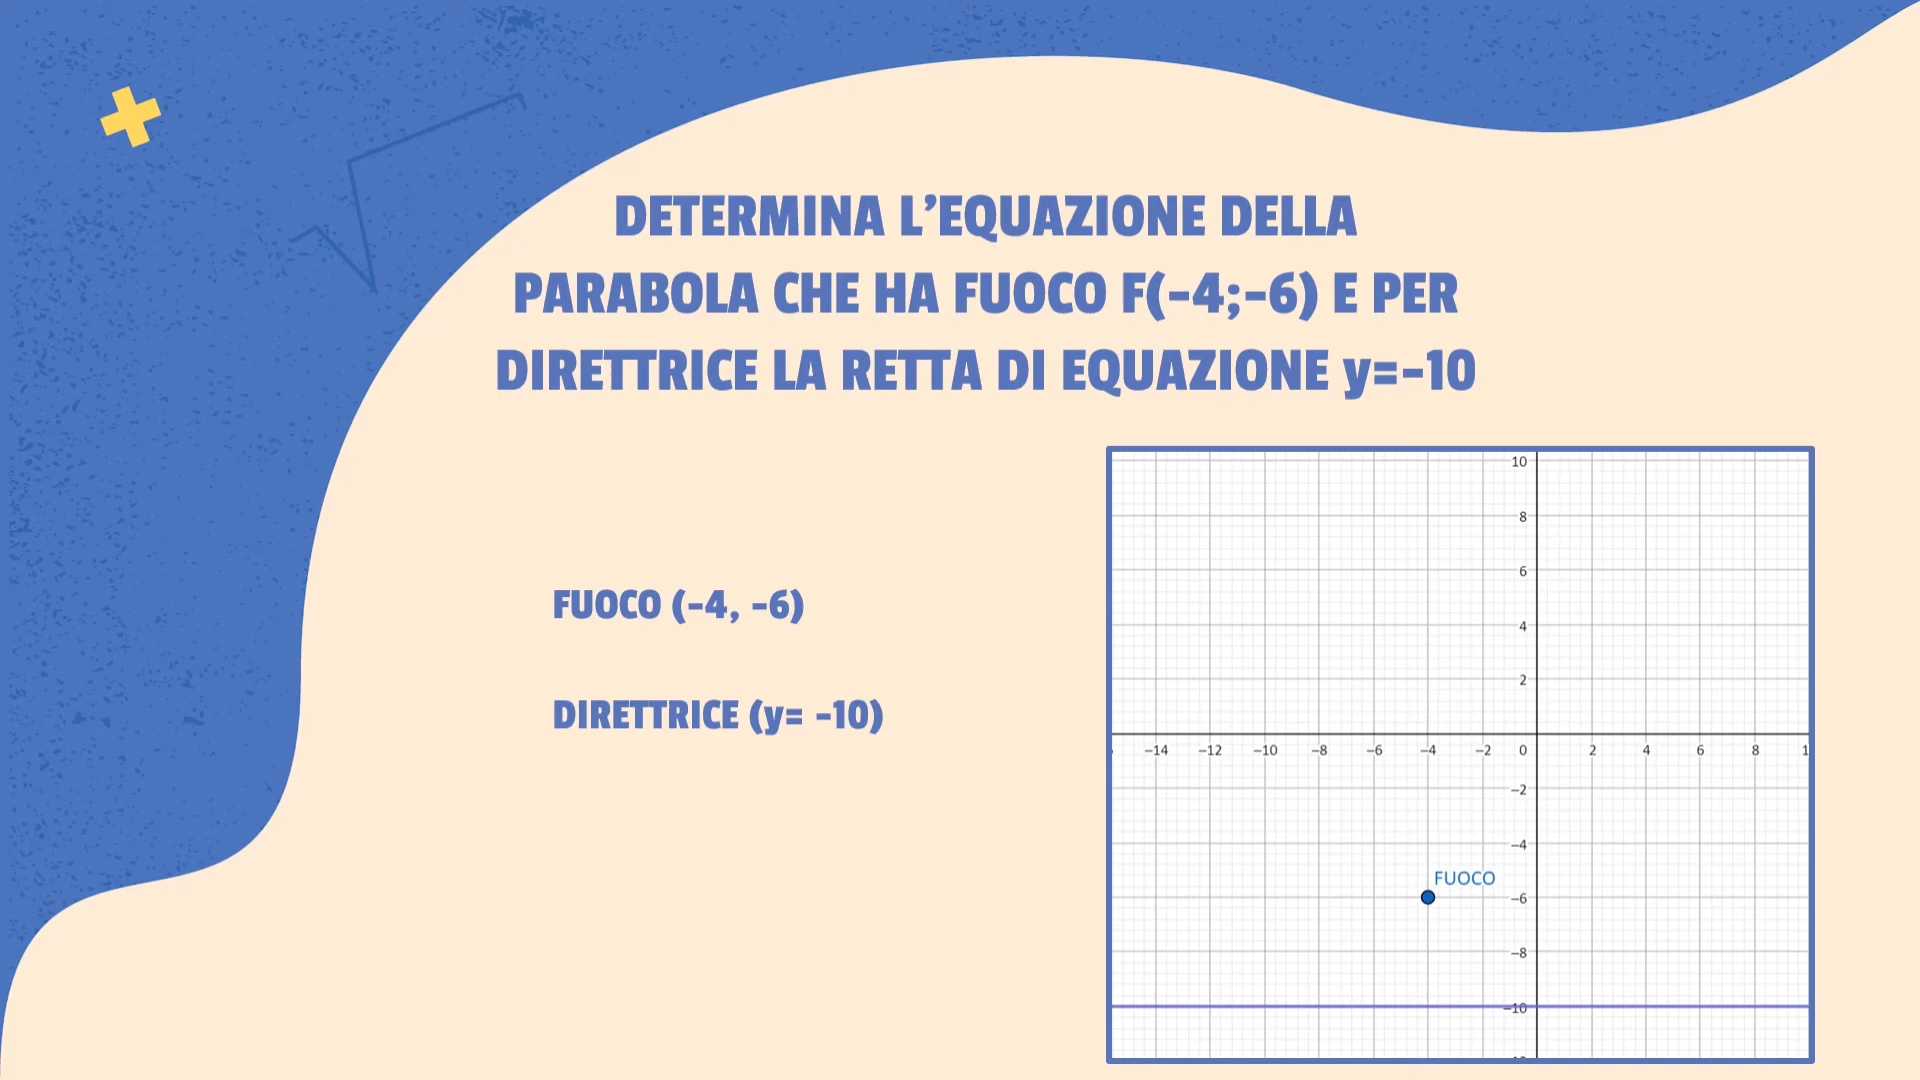 DETERMINA L’EQUAZIONE DELLA
PARABOLA CHE HA FUOCO F(-4;-6) E PER
DIRETTRICE LA RETTA DI EQUAZIONE y=-10
FUOCO (-4, -6)
DIRETTRICE (y= -10)
10
8
6
4
2
−14 −12 −10 −8 −6 −4 −2 0 2 4 6 8
−2
−4
FUOCO
−6
−8
−10